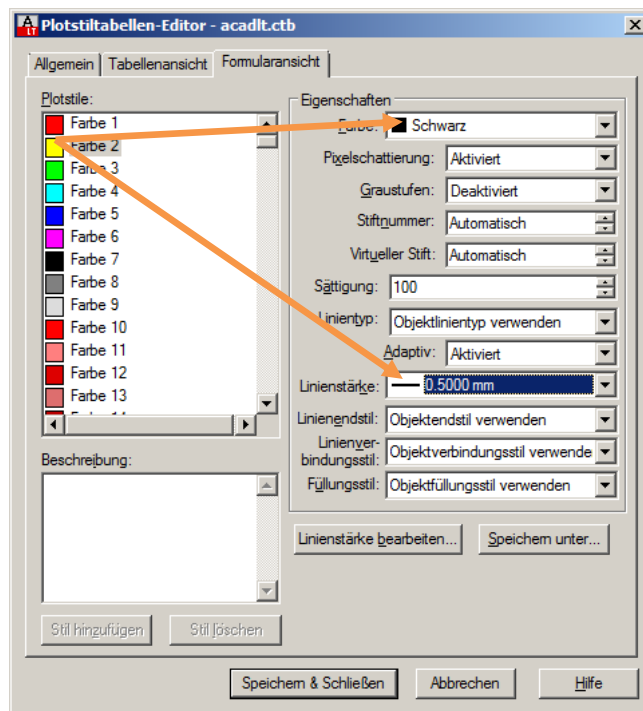 Plotstiltabellen-Editor - acadlt.ctb
Allgemein Tabellenansicht Formularansicht
Plotstile:
Farbe 1
Farbe 2
Farbe 3
Farbe 4
Farbe 5
Farbe 6
Farbe 7
Farbe 8
Farbe 9
Farbe 10
Farbe 11
Farbe 12
Farbe 13
Beschreibung:
Stil hinzufügen Stil löschen
Eigenschaften
Farbe: Schwarz
Pixelschattierung: Aktiviert
Graustufen: Deaktiviert
Stiftnummer: Automatisch
Virtueller Stift: Automatisch
Sättigung: 100
Linientyp: Objektlinientyp verwenden
Adaptiv: Aktiviert
Linienstärke: 0.5000 mm
Linienendstil: Objektendstil verwenden
Linienver-
bindungsstil: Objektverbindungsstil verwende
Füllungsstil: Objektfüllungsstil verwenden
Linienstärke bearbeiten... Speichern unter...
Speichern & Schließen Abbrechen Hilfe